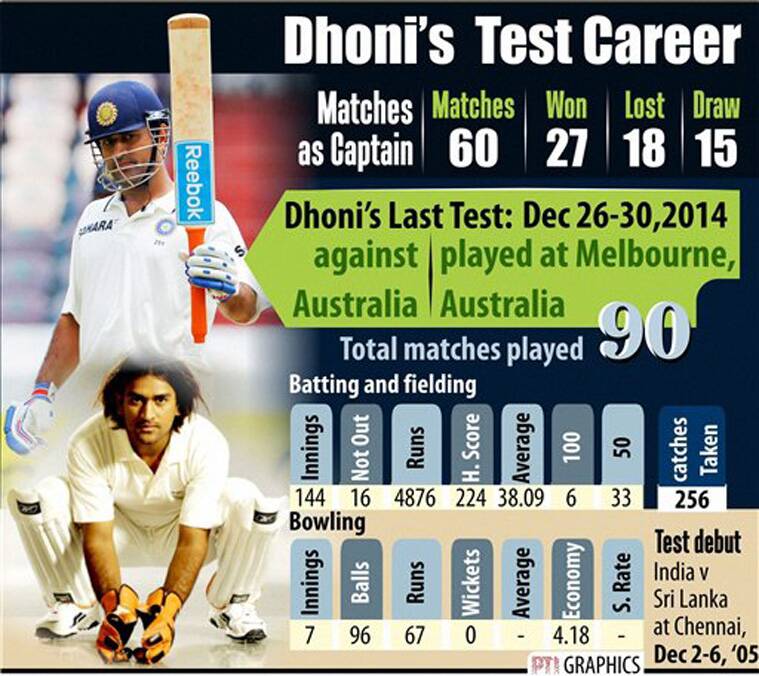 Dhoni's Test Career
Matches as Captain
Matches Won Lost Draw
60 27 18 15
Dhoni's Last Test: Dec 26-30,2014
against Australia
played at Melbourne, Australia
Total matches played 90
Batting and fielding
Innings Not Out Runs H. Score Average 100 50 catches Taken
144 16 4876 224 38.09 6 33 256
Bowling
Innings Balls Runs Wickets Average Economy S. Rate
7 96 67 0 - 4.18 -
Test debut
India v
Sri Lanka
at Chennai,
Dec 2-6, '05
PTI GRAPHICS
Reebok
SAHARA